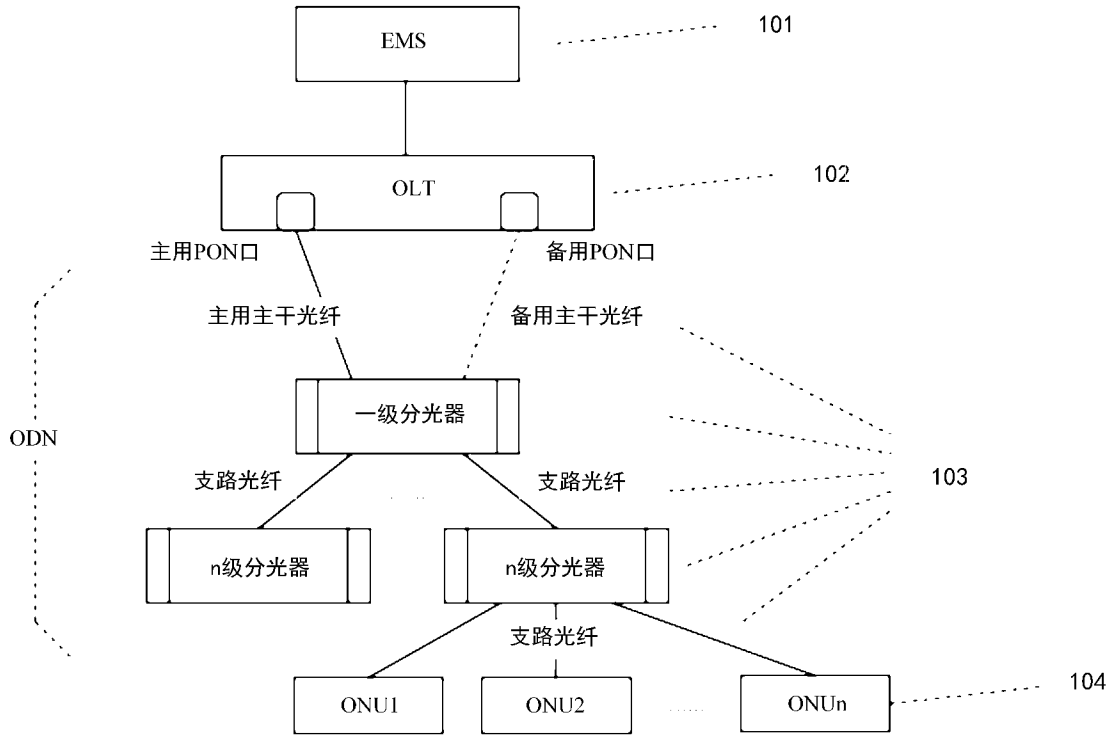 EMS
101
OLT
102
主用PON口
备用PON口
主用主干光纤
备用主干光纤
一级分光器
ODN
支路光纤
支路光纤
103
n级分光器
n级分光器
支路光纤
ONU1
ONU2
ONUn
104